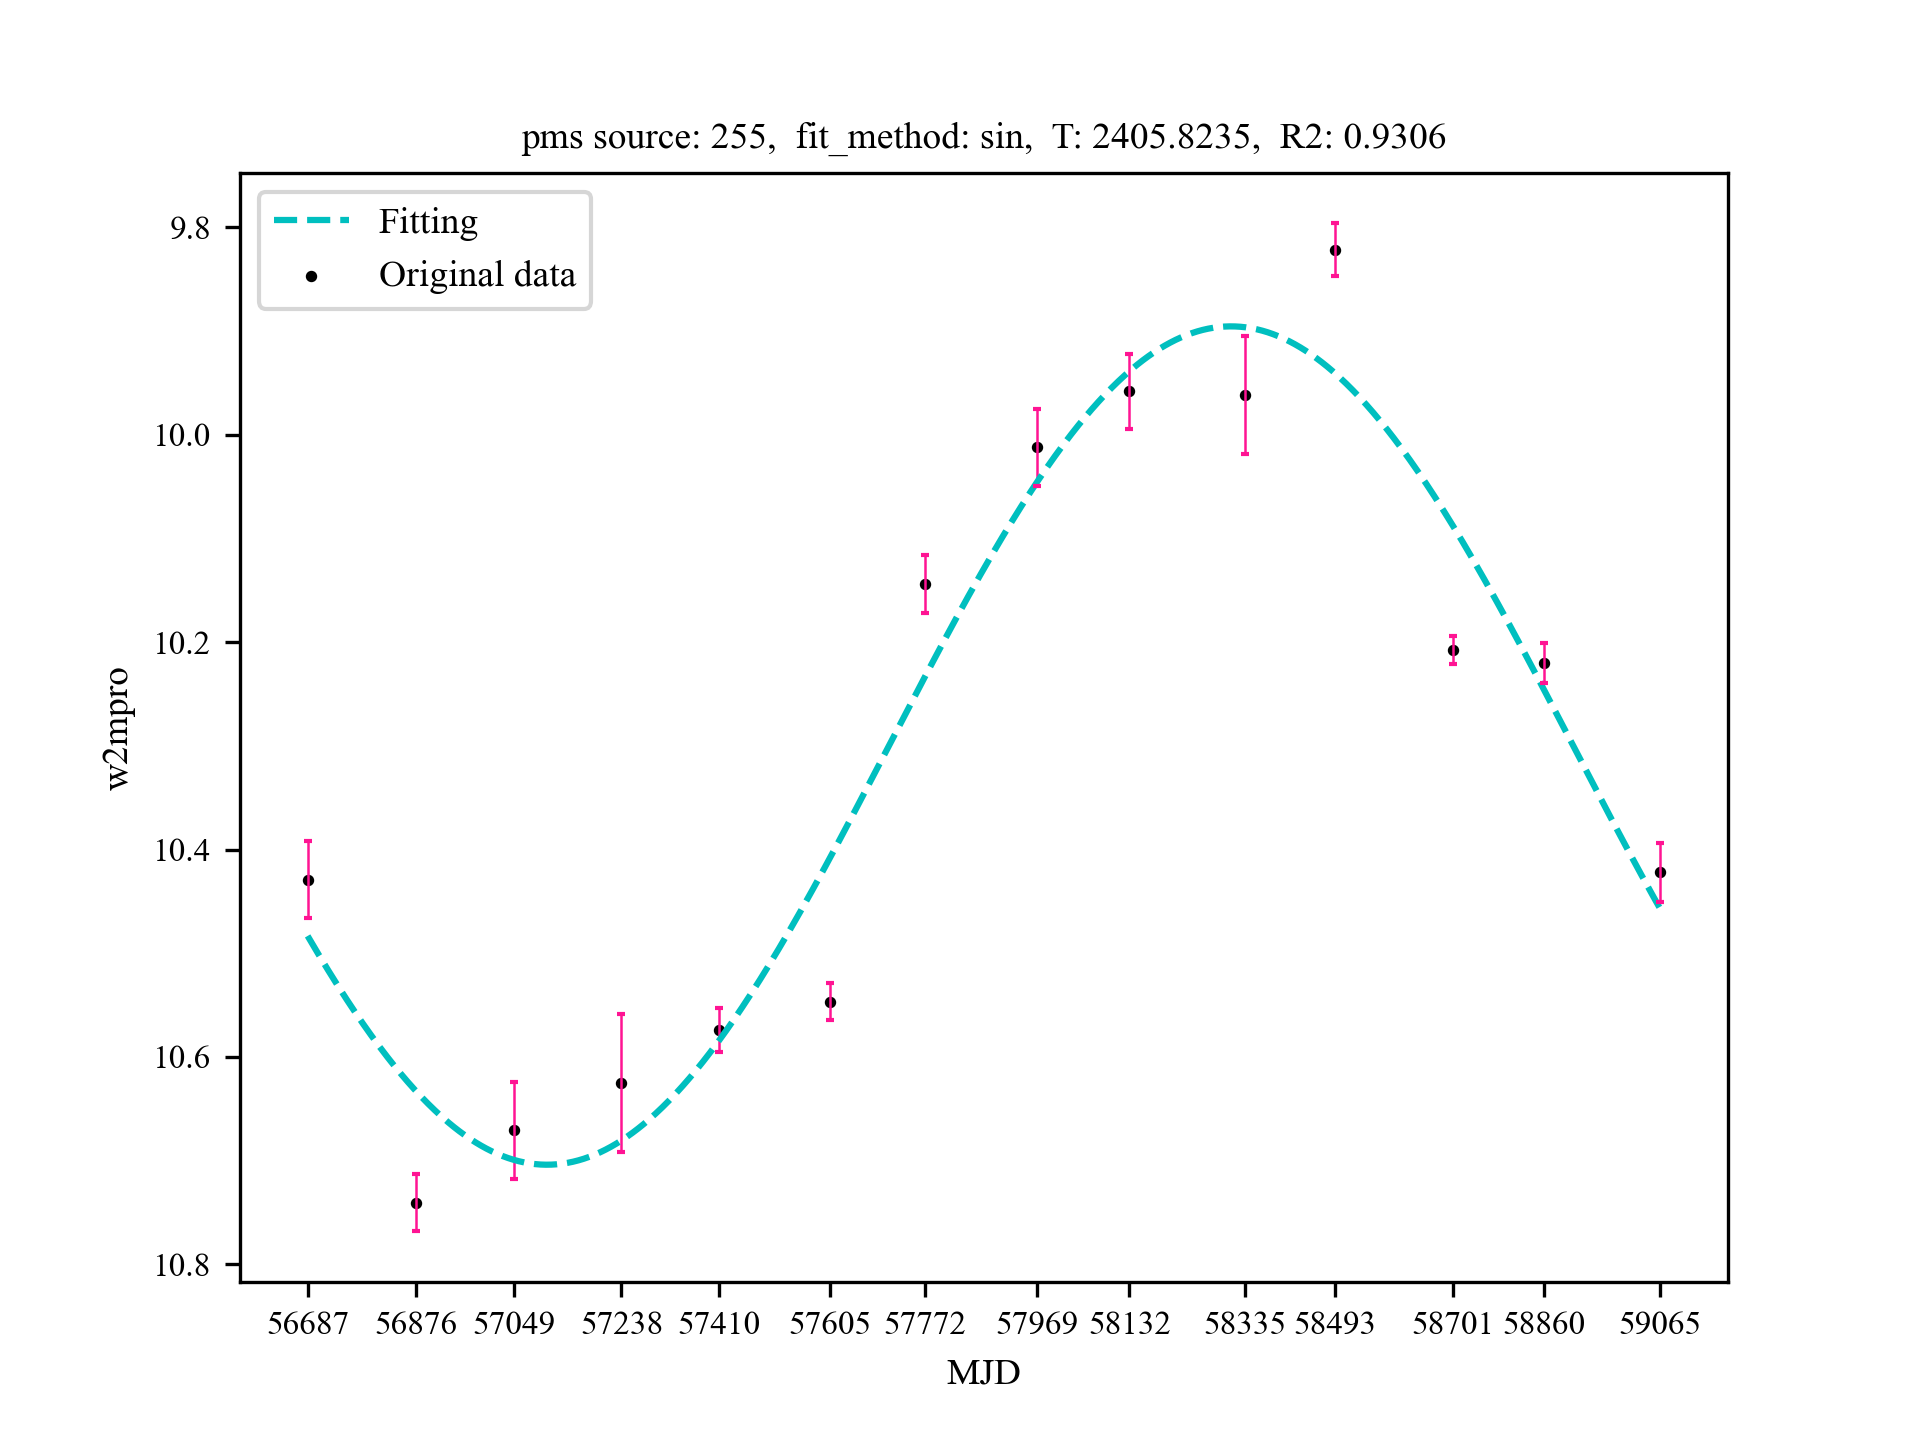 pms source: 255,  fit_method: sin,  T: 2405.8235,  R2: 0.9306
Fitting
Original data
9.8
10.0
10.2
10.4
10.6
10.8
w2mpro
56687 56876 57049 57238 57410 57605 57772 57969 58132 58335 58493 58701 58860 59065
MJD